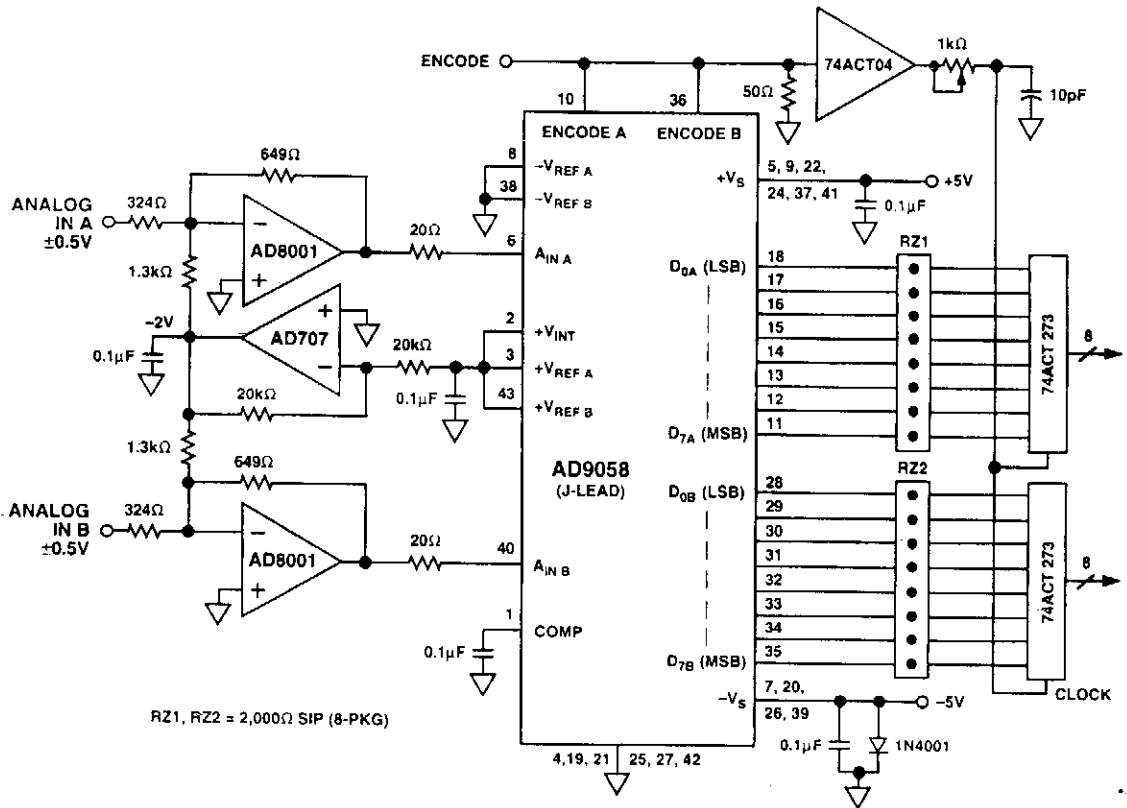 ENCODE
74ACT04
1kΩ
10pF
50Ω
10
36
ENCODE A
ENCODE B
649Ω
8
–VREF A
38
–VREF B
+VS
5, 9, 22,
24, 37, 41
+5V
0.1µF
ANALOG
IN A
±0.5V
324Ω
AD8001
–
+
20Ω
6
AIN A
1.3kΩ
RZ1
D0A (LSB)
18
17
16
15
14
13
12
D7A (MSB)
11
74ACT 273
8
–2V
0.1µF
AD707
+
–
20kΩ
20kΩ
0.1µF
2
+VINT
3
+VREF A
43
+VREF B
1.3kΩ
AD9058
(J-LEAD)
RZ2
D0B (LSB)
28
29
30
31
32
33
34
D7B (MSB)
35
74ACT 273
8
CLOCK
649Ω
ANALOG
IN B
±0.5V
324Ω
AD8001
–
+
20Ω
40
AIN B
1
COMP
0.1µF
–VS
7, 20,
26, 39
–5V
0.1µF
1N4001
RZ1, RZ2 = 2,000Ω SIP (8-PKG)
4,19, 21
25, 27, 42